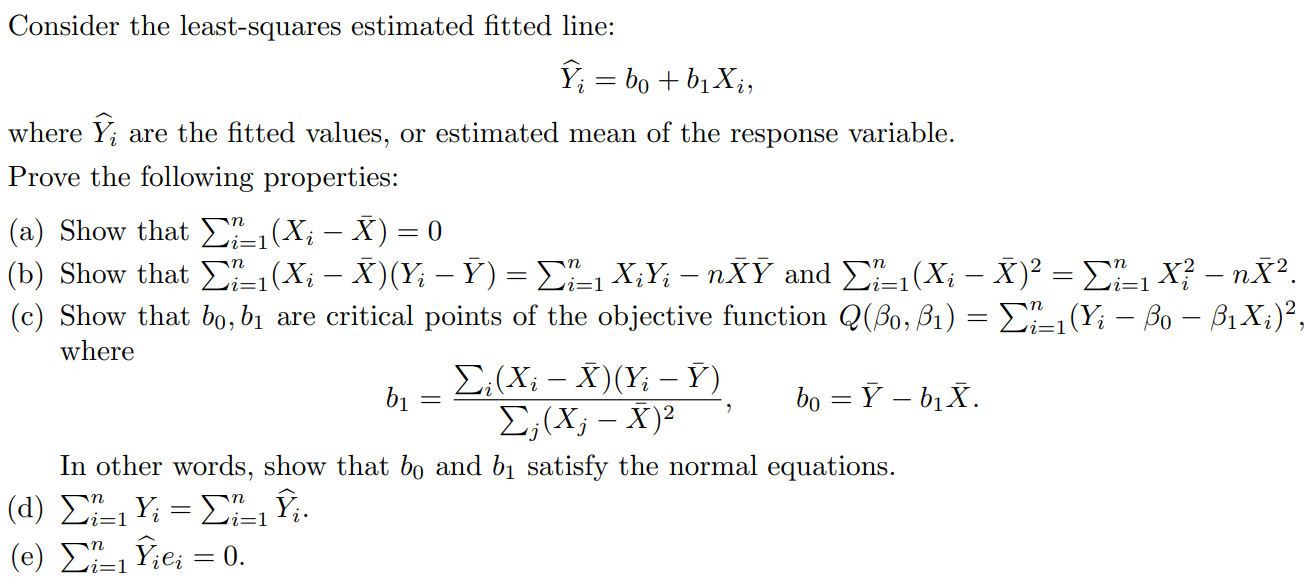 Consider the least-squares estimated fitted line:
$\widehat{Y}_i = b_0 + b_1 X_i,$
where $\widehat{Y}_i$ are the fitted values, or estimated mean of the response variable.
Prove the following properties:
(a) Show that $\sum_{i=1}^{n}(X_i - \bar{X}) = 0$
(b) Show that $\sum_{i=1}^{n}(X_i - \bar{X})(Y_i - \bar{Y}) = \sum_{i=1}^{n} X_i Y_i - n\bar{X}\bar{Y}$ and $\sum_{i=1}^{n}(X_i - \bar{X})^2 = \sum_{i=1}^{n} X_i^2 - n\bar{X}^2$.
(c) Show that $b_0, b_1$ are critical points of the objective function $Q(\beta_0, \beta_1) = \sum_{i=1}^{n}(Y_i - \beta_0 - \beta_1 X_i)^2$,
where
$b_1 = \frac{\sum_i (X_i - \bar{X})(Y_i - \bar{Y})}{\sum_j (X_j - \bar{X})^2}, \quad b_0 = \bar{Y} - b_1 \bar{X}.$
In other words, show that $b_0$ and $b_1$ satisfy the normal equations.
(d) $\sum_{i=1}^{n} Y_i = \sum_{i=1}^{n} \widehat{Y}_i$.
(e) $\sum_{i=1}^{n} \widehat{Y}_i e_i = 0$.